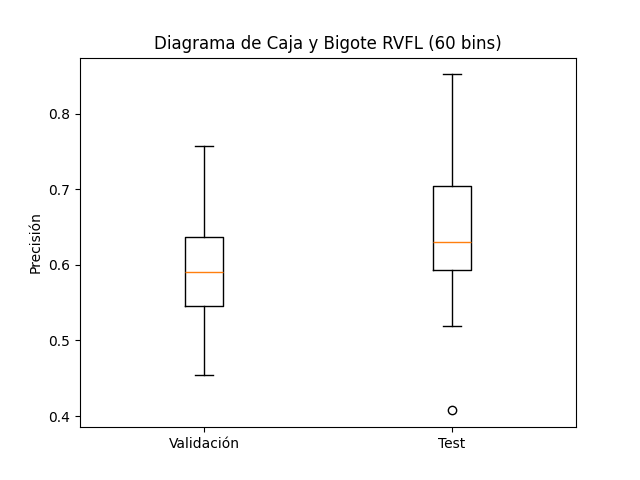 Diagrama de Caja y Bigote RVFL (60 bins)
Precisión
0.8
0.7
0.6
0.5
0.4
Validación
Test